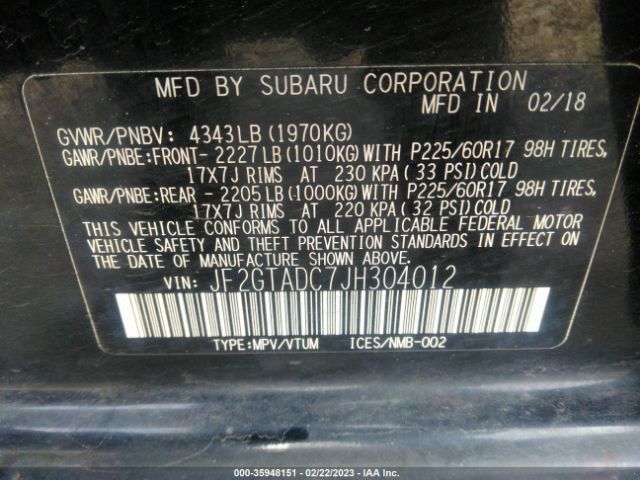 MFD BY SUBARU CORPORATION
MFD IN 02/18
GVWR/PNBV: 4343LB(1970KG)
GAWR/PNBE:FRONT- 2227LB(1010KG)WITH P225/60R17 98H TIRES,
17X7J RIMS AT 230 KPA( 33 PSI)COLD
GAWR/PNBE:REAR - 2205LB(1000KG)WITH P225/60R17 98H TIRES,
17X7J RIMS AT 220 KPA( 32 PSI)COLD
THIS VEHICLE CONFORMS TO ALL APPLICABLE FEDERAL MOTOR
VEHICLE SAFETY AND THEFT PREVENTION STANDARDS IN EFFECT ON
THE DATE OF MANUFACTURE SHOWN ABOVE.
VIN: JF2GTADC7JH304012
TYPE:MPV/VTUM ICES/NMB-002
000-35948151 - 02/22/2023 - IAA Inc.